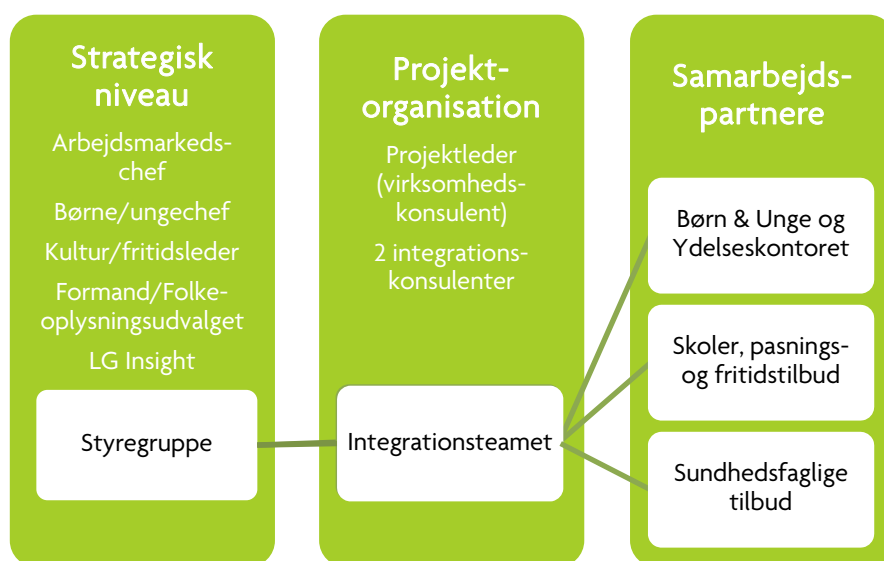 Strategisk
niveau
Arbejdsmarkeds-
chef
Børne/ungechef
Kultur/fritidsleder
Formand/Folke-
oplysningsudvalget
LG Insight
Styregruppe
Projekt-
organisation
Projektleder
(virksomheds-
konsulent)
2 integrations-
konsulenter
Integrationsteamet
Samarbejds-
partnere
Børn & Unge og
Ydelseskontoret
Skoler, pasnings-
og fritidstilbud
Sundhedsfaglige
tilbud